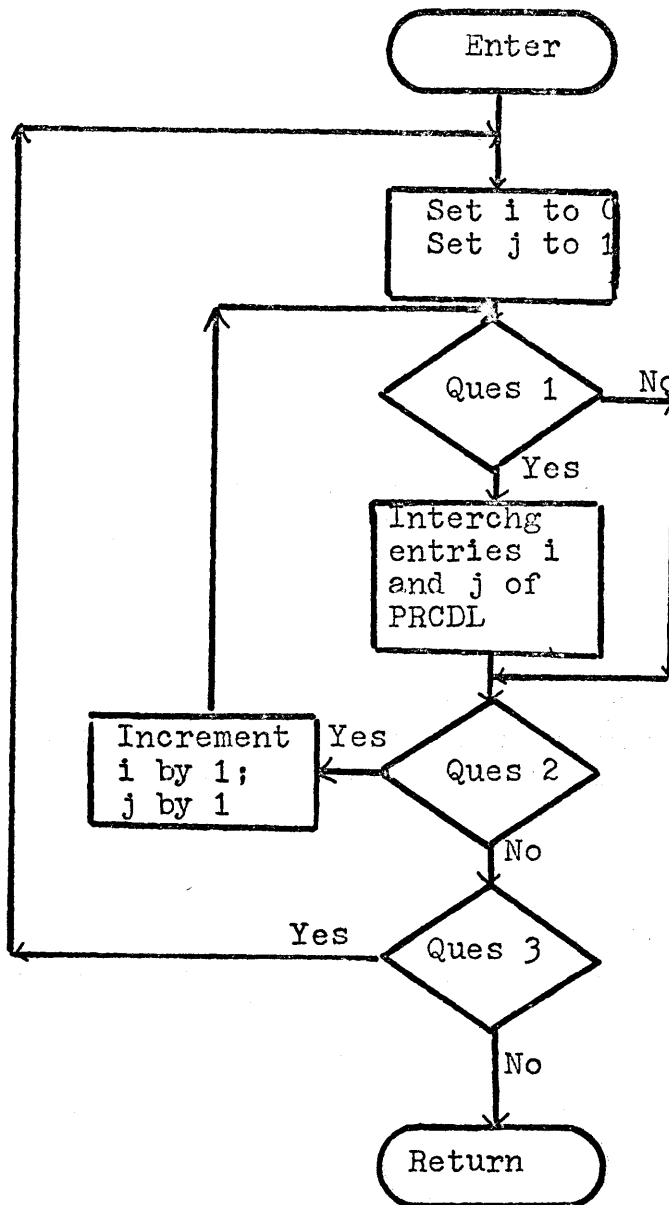 Enter
Set i to 0
Set j to 1
Ques 1
No
Yes
Interchg
entries i
and j of
PRCDL
Increment
i by 1;
j by 1
Yes
Ques 2
No
Yes
Ques 3
No
Return